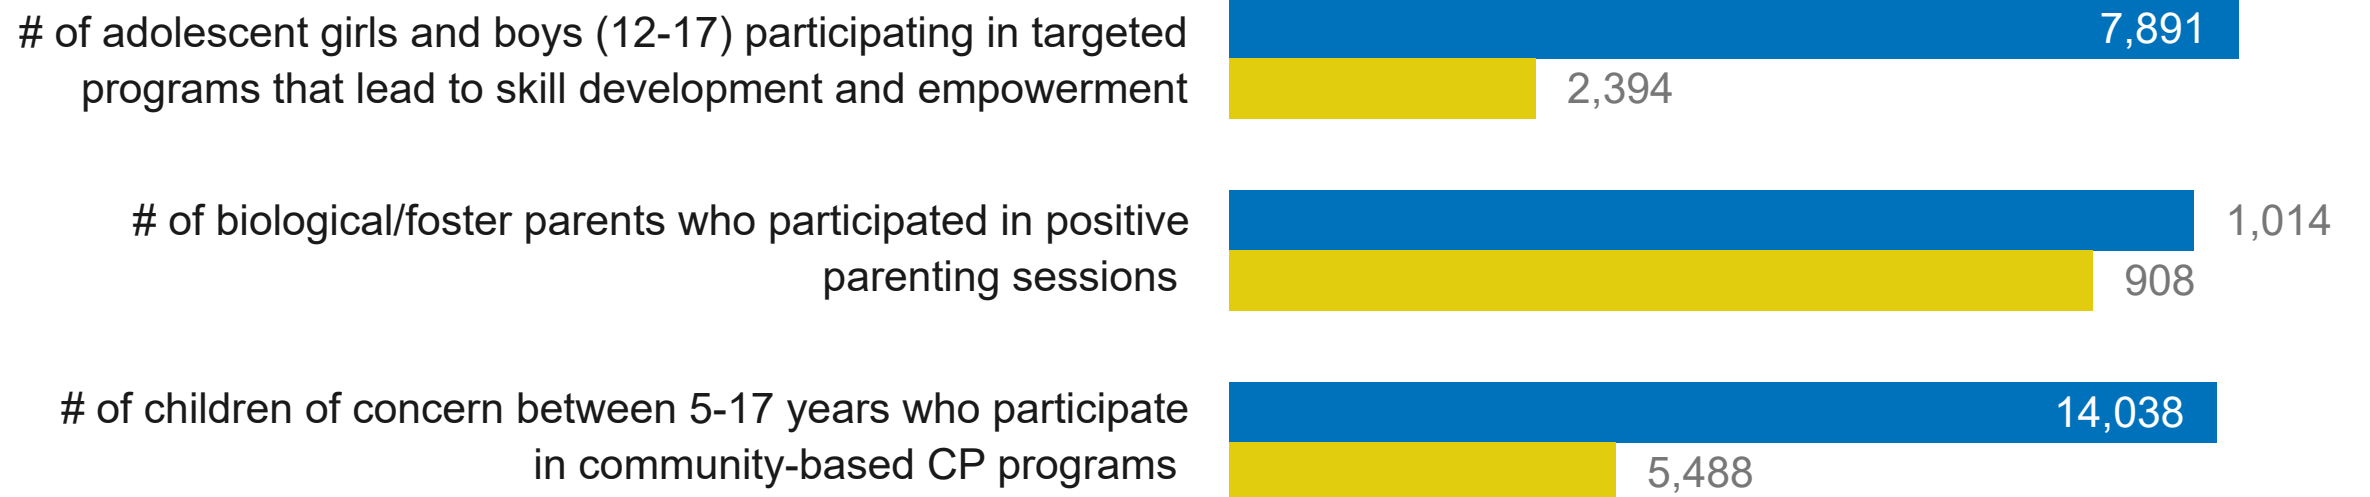 # of adolescent girls and boys (12-17) participating in targeted
programs that lead to skill development and empowerment
7,891
2,394
# of biological/foster parents who participated in positive
parenting sessions
1,014
908
# of children of concern between 5-17 years who participate
in community-based CP programs
14,038
5,488